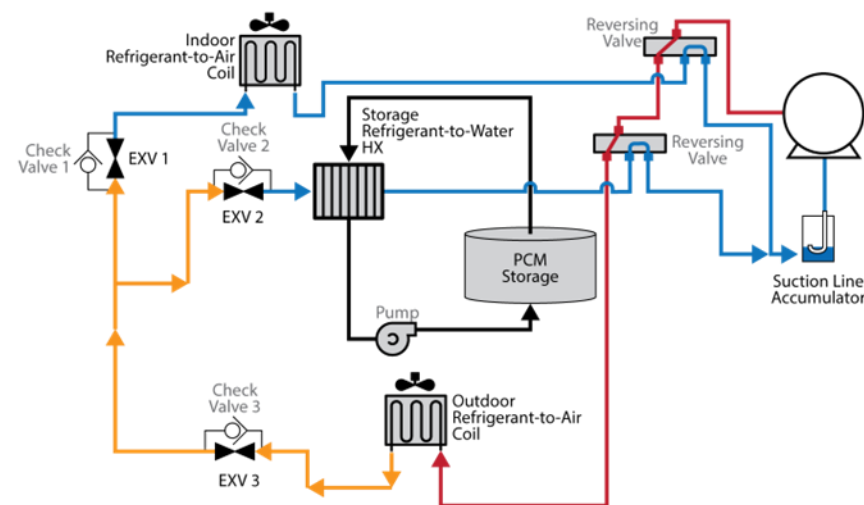 Indoor
Refrigerant-to-Air
Coil
Reversing
Valve
Storage
Refrigerant-to-Water
HX
Check
Valve 2
Check
Valve 1
EXV 1
Reversing
Valve
EXV 2
PCM
Storage
Suction Line
Accumulator
Pump
Check
Valve 3
Outdoor
Refrigerant-to-Air
Coil
EXV 3